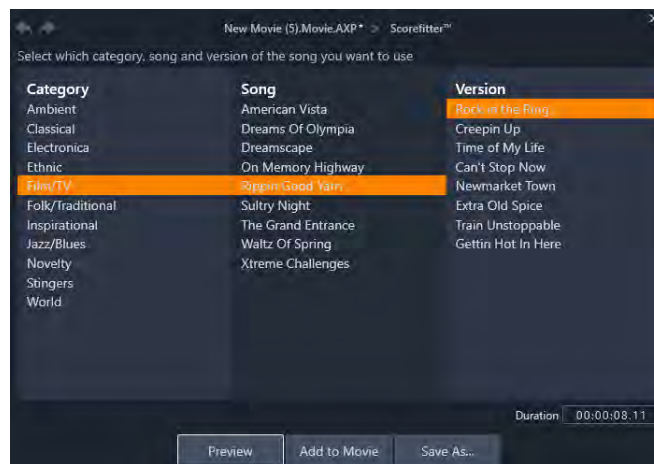 New Movie (5).Movie.AXP* > Scorefitter™
Select which category, song and version of the song you want to use
Category
Ambient
Classical
Electronica
Ethnic
Film/TV
Folk/Traditional
Inspirational
Jazz/Blues
Novelty
Stingers
World
Song
American Vista
Dreams Of Olympia
Dreamscape
On Memory Highway
Rippin Good Yarn
Sultry Night
The Grand Entrance
Waltz Of Spring
Xtreme Challenges
Version
Rock in the Ring
Creepin Up
Time of My Life
Can't Stop Now
Newmarket Town
Extra Old Spice
Train Unstoppable
Gettin Hot In Here
Duration 00:00:08.11
Preview Add to Movie Save As...